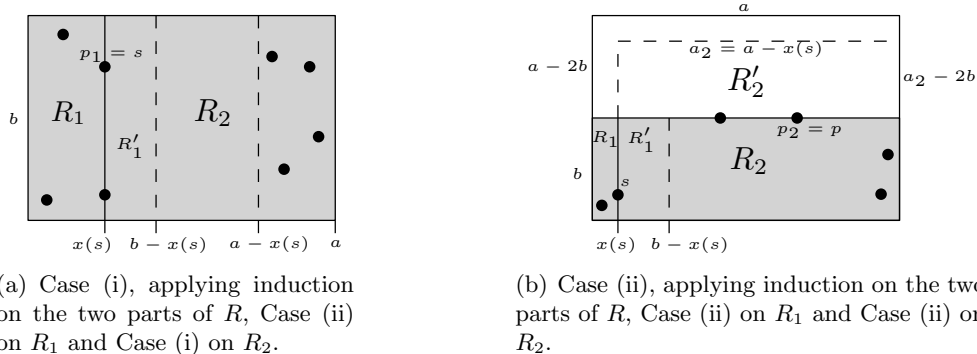 p₁ = s
R₁
R₂
b
R′₁
x(s)
b − x(s)
a − x(s)
a
a
a₂ = a − x(s)
a − 2b
R′₂
a₂ − 2b
p₂ = p
R₁
R′₁
R₂
b
s
x(s)
b − x(s)
(a) Case (i), applying induction
on the two parts of R, Case (ii)
on R₁ and Case (i) on R₂.
(b) Case (ii), applying induction on the two
parts of R, Case (ii) on R₁ and Case (ii) on
R₂.